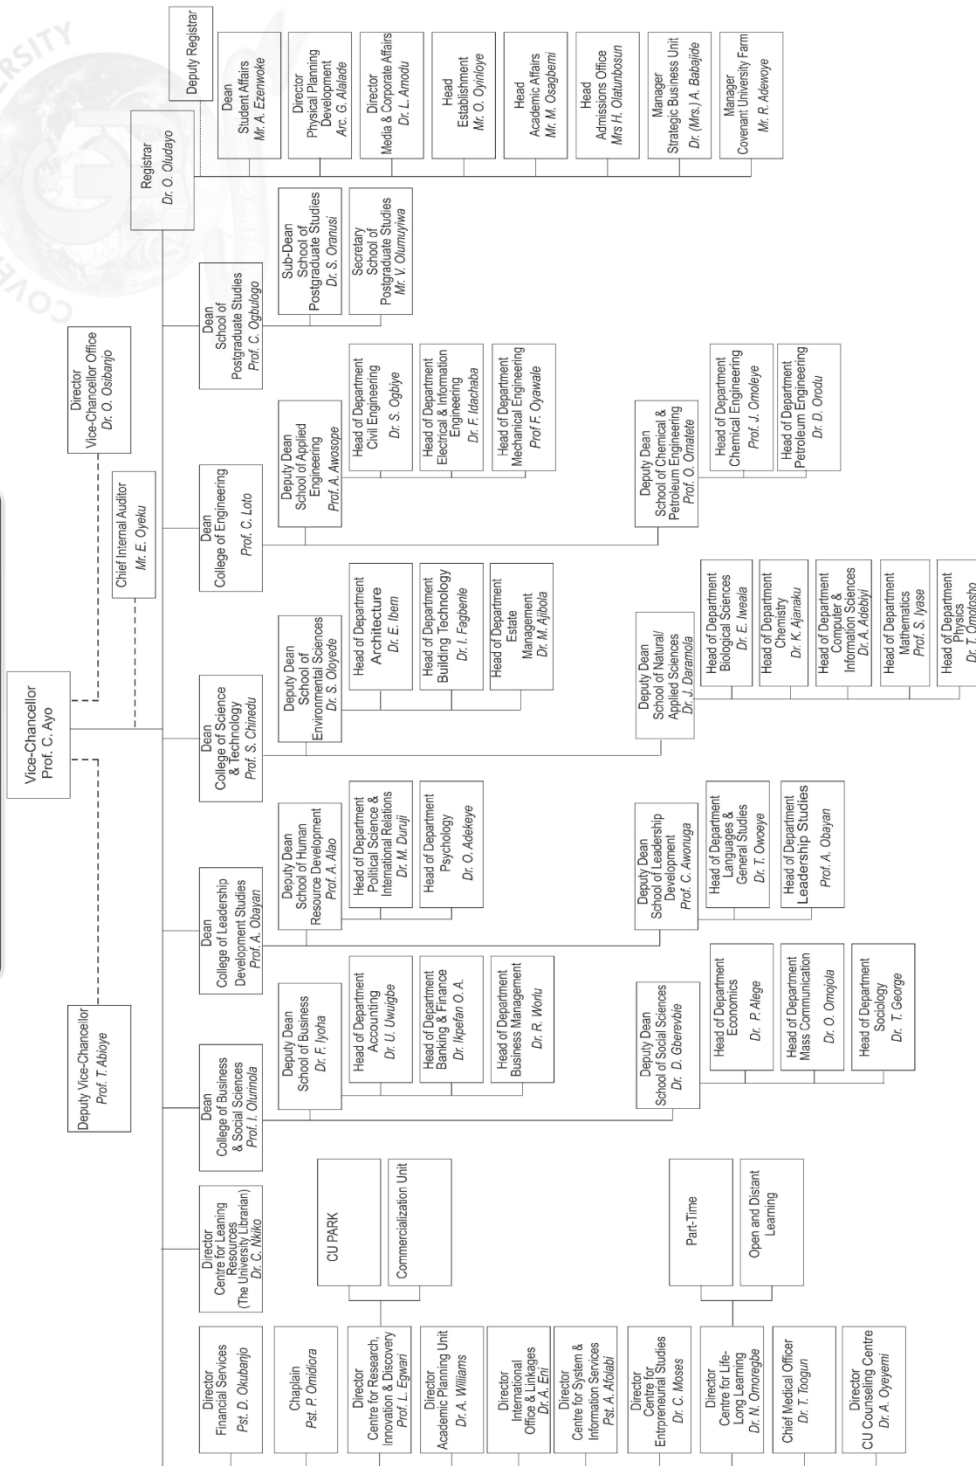 Vice-Chancellor
Prof. C. Ayo
Deputy Vice-Chancellor
Prof. T. Abioye
Director
Vice-Chancellor Office
Dr. O. Osibanjo
Chief Internal Auditor
Mr. E. Oyeku
Director
Financial Services
Pst. D. Okubanjo
Chaplain
Pst. P. Omidiora
Director
Centre for Research,
Innovation & Discovery
Prof. L. Egwari
CU PARK
Commercialization Unit
Director
Academic Planning Unit
Dr. A. Williams
Director
International
Office & Linkages
Dr. A. Eni
Director
Centre for System &
Information Services
Pst. A. Afolabi
Director
Centre for
Entrpreneurial Studies
Dr. C. Moses
Director
Centre for Life-
Long Learning
Dr. N. Omoregbe
Part-Time
Open and Distant
Learning
Chief Medical Officer
Dr. T. Toogun
Director
CU Counseling Centre
Dr. A. Oyeyemi
Director
Centre for Leaning
Resources
(The University Librarian)
Dr. C. Nkiko
Dean
College of Business
& Social Sciences
Prof. I. Olurinola
Deputy Dean
School of Business
Dr. F. Iyoha
Head of Department
Accounting
Dr. U. Uwuigbe
Head of Department
Banking & Finance
Dr. Ikpefan O. A.
Head of Department
Business Management
Dr. R. Worlu
Deputy Dean
School of Social Sciences
Dr. D. Gberevbie
Head of Department
Economics
Dr. P. Alege
Head of Department
Mass Communication
Dr. O. Omojola
Head of Department
Sociology
Dr. T. George
Dean
College of Leadership
Development Studies
Prof. A. Obayan
Deputy Dean
School of Human
Resource Development
Prof. A. Alao
Head of Department
Political Science &
International Relations
Dr. M. Duruji
Head of Department
Psychology
Dr. O. Adekeye
Deputy Dean
School of Leadership
Development
Prof. C. Awonuga
Head of Department
Languages &
General Studies
Dr. T. Owoeye
Head of Department
Leadership Studies
Prof. A. Obayan
Dean
College of Science
& Technology
Prof. S. Chinedu
Deputy Dean
School of
Environmental Sciences
Dr. S. Oloyede
Head of Department
Architecture
Dr. E. Ibem
Head of Department
Building Technology
Dr. I. Fagbenle
Head of Department
Estate
Management
Dr. M. Ajibola
Deputy Dean
School of Natural/
Applied Sciences
Dr. J. Daramola
Head of Department
Biological Sciences
Dr. E. Iweala
Head of Department
Chemistry
Dr. K. Ajanaku
Head of Department
Computer &
Information Sciences
Dr. A. Adebiyi
Head of Department
Mathematics
Prof. S. Iyase
Head of Department
Physics
Dr. T. Omotosho
Dean
College of Engineering
Prof. C. Loto
Deputy Dean
School of Applied
Engineering
Prof. A. Awosope
Head of Department
Civil Engineering
Dr. S. Ogbiye
Head of Department
Electrical & Information
Engineering
Dr. F. Idachaba
Head of Department
Mechanical Engineering
Prof F. Oyawale
Deputy Dean
School of Chemical &
Petroleum Engineering
Prof. O. Omatete
Head of Department
Chemical Engineering
Prof. J. Omoleye
Head of Department
Petroleum Engineering
Dr. D. Orodu
Dean
School of
Postgraduate Studies
Prof. C. Ogbulogo
Sub-Dean
School of
Postgraduate Studies
Dr. S. Oranusi
Secretary
School of
Postgraduate Studies
Mr. V. Olumuyiwa
Registrar
Dr. O. Oludayo
Deputy Registrar
Dean
Student Affairs
Mr. A. Ezenwoke
Director
Physical Planning
Development
Arc. G. Alalade
Director
Media & Corporate Affairs
Dr. L. Amodu
Head
Establishment
Mr. O. Oyinloye
Head
Academic Affairs
Mr. M. Osagbemi
Head
Admissions Office
Mrs H. Olatunbosun
Manager
Strategic Business Unit
Dr. (Mrs.) A. Babajide
Manager
Covenant University Farm
Mr. R. Adewoye